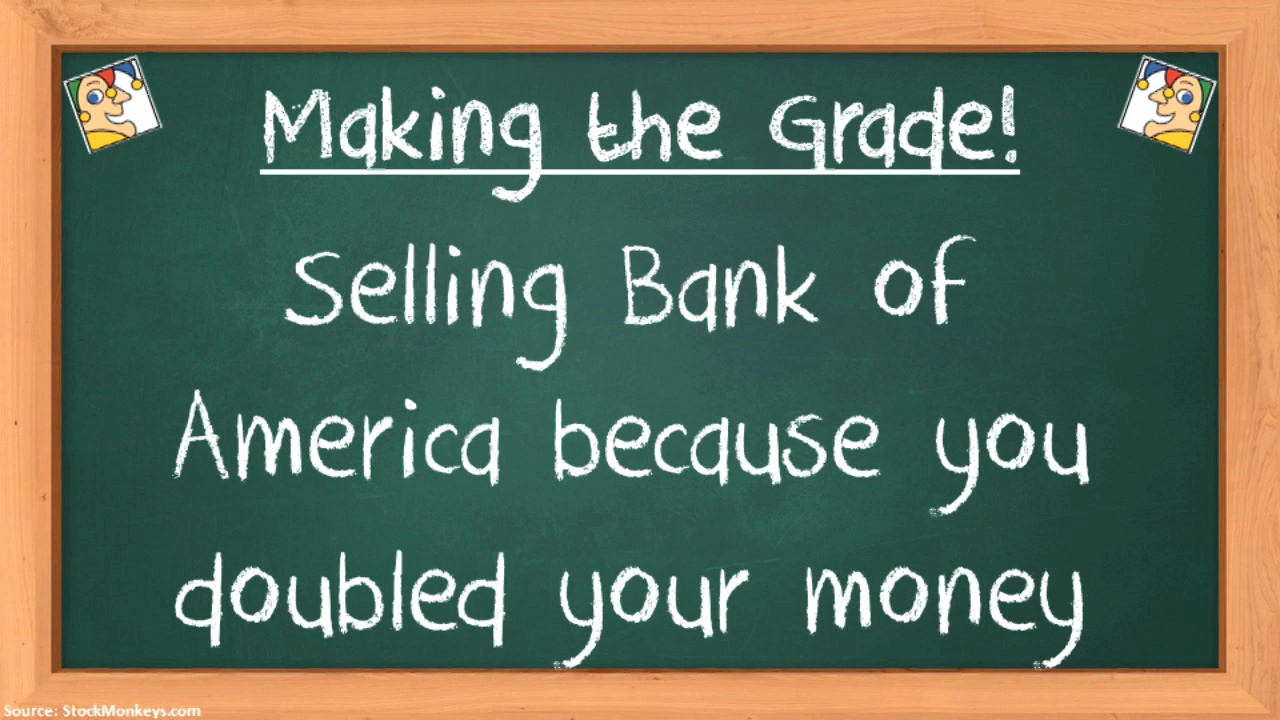 Making the Grade!
Selling Bank of
America because you
doubled your money
Source: StockMonkeys.com